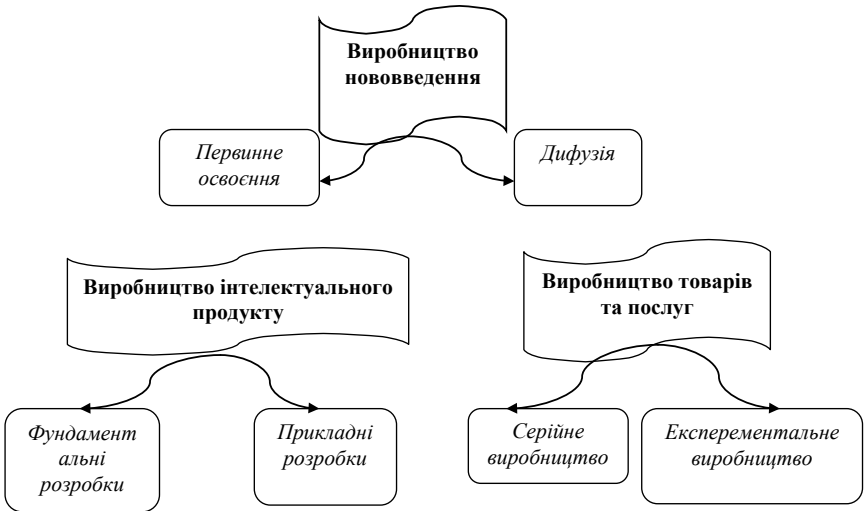 Виробництво
нововведення
Первинне
освоєння
Дифузія
Виробництво інтелектуального
продукту
Виробництво товарів
та послуг
Фундамент
альні
розробки
Прикладні
розробки
Серійне
виробництво
Експерементальне
виробництво